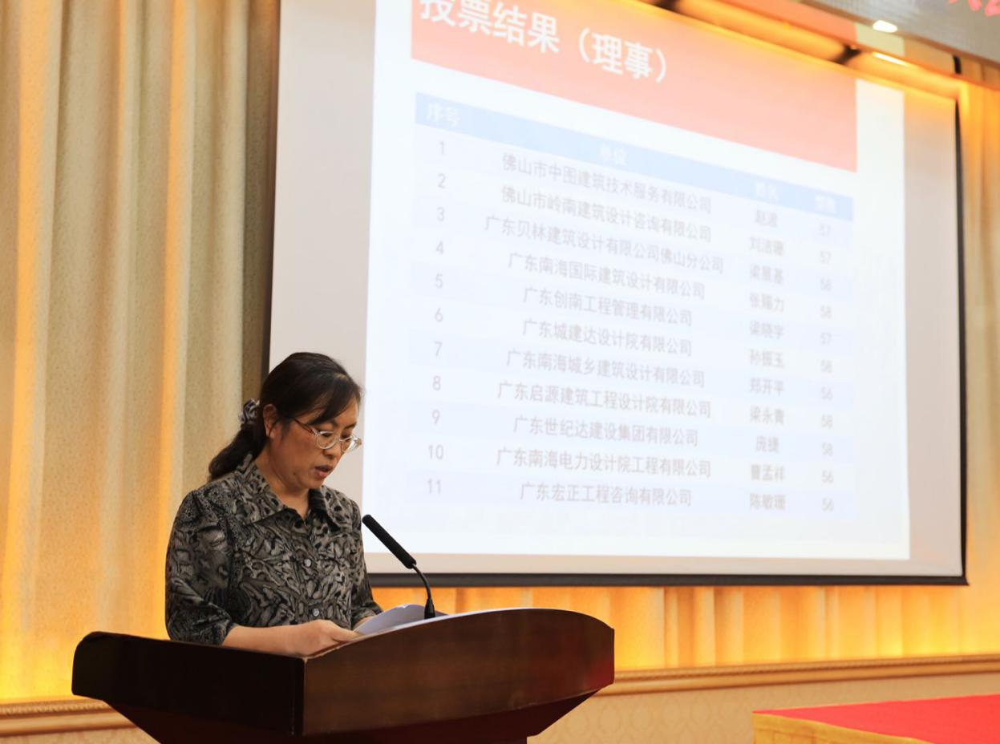 投票结果（理事）
序号 单位 姓名 票数
1 佛山市中图建筑技术服务有限公司 赵波 57
2 佛山市岭南建筑设计咨询有限公司 刘洁珊 57
3 广东贝林建筑设计有限公司佛山分公司 58
4 广东南海国际建筑设计有限公司 张耀力 58
5 广东创南工程管理有限公司 梁晓宇 57
6 广东城建达设计院有限公司 孙振玉 58
7 广东南海城乡建筑设计有限公司 郑开平 56
8 广东启源建筑工程设计院有限公司 梁永青 58
9 广东世纪达建设集团有限公司 庞捷 58
10 广东南海电力设计院工程有限公司 曹孟祥 56
11 广东宏正工程咨询有限公司 陈敏珊 56